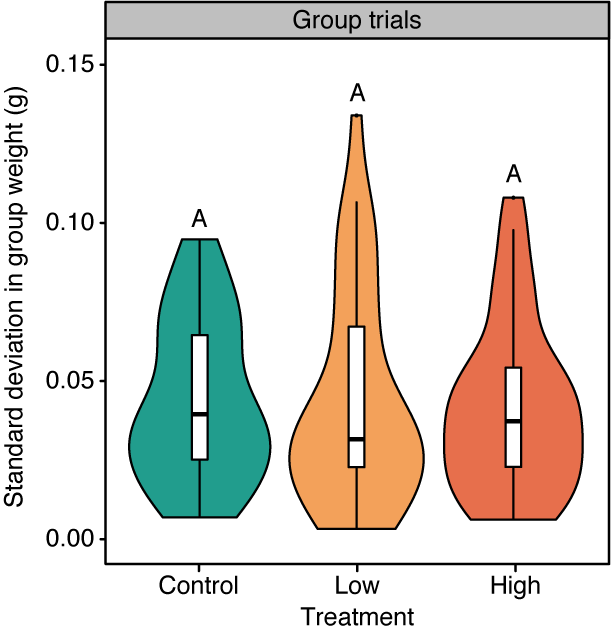 Group trials
Standard deviation in group weight (g)
0.15
0.10
0.05
0.00
A
A
A
Control
Low
High
Treatment